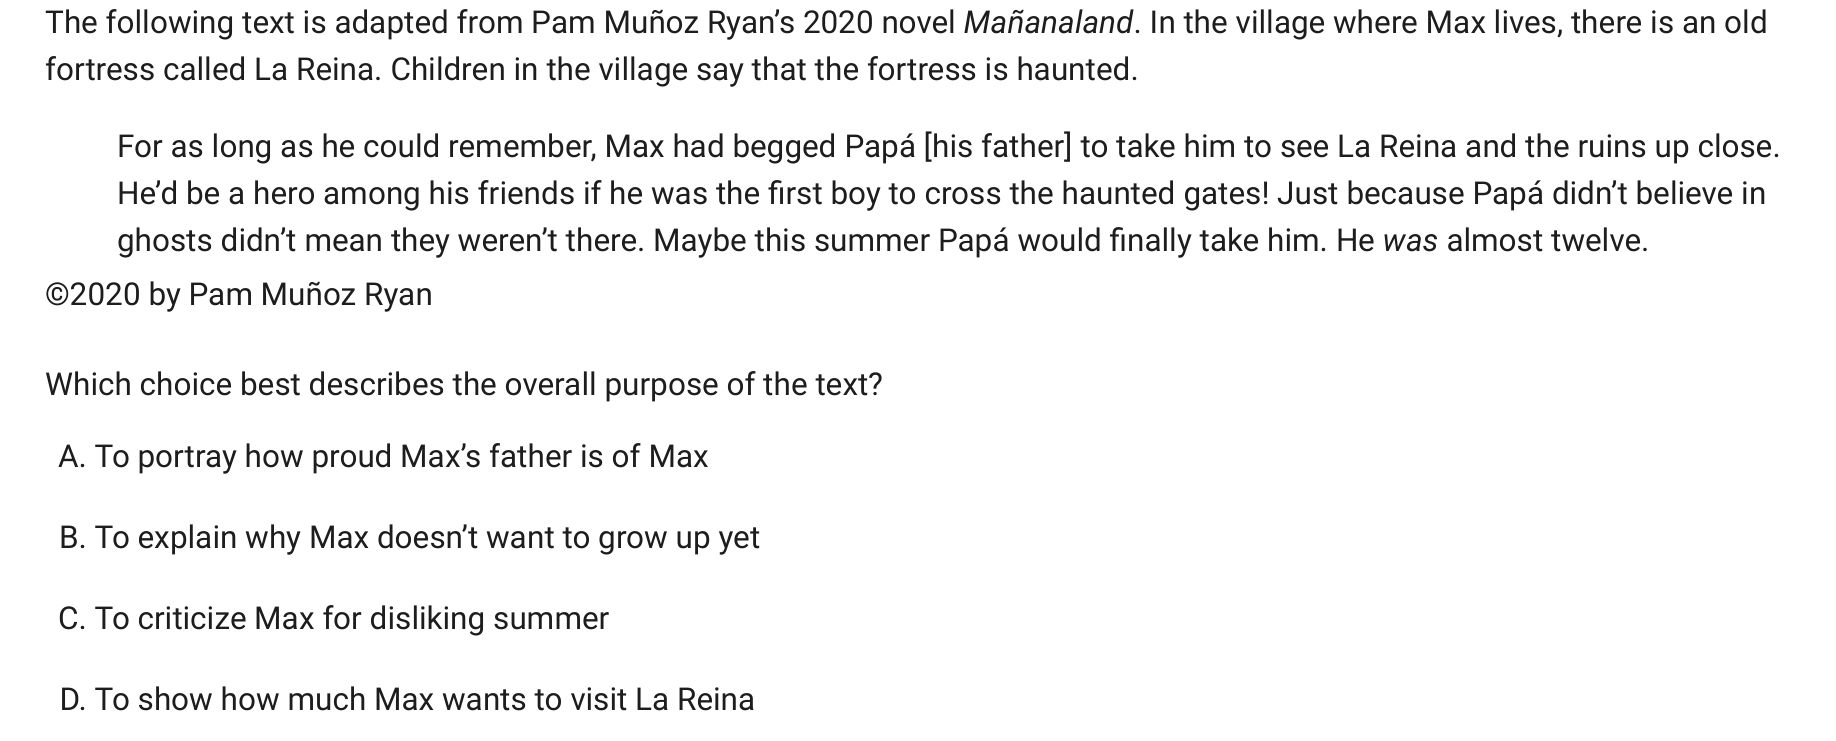 The following text is adapted from Pam Muñoz Ryan’s 2020 novel Mañanaland. In the village where Max lives, there is an old
fortress called La Reina. Children in the village say that the fortress is haunted.
For as long as he could remember, Max had begged Papá [his father] to take him to see La Reina and the ruins up close.
He’d be a hero among his friends if he was the first boy to cross the haunted gates! Just because Papá didn’t believe in
ghosts didn’t mean they weren’t there. Maybe this summer Papá would finally take him. He was almost twelve.
©2020 by Pam Muñoz Ryan
Which choice best describes the overall purpose of the text?
A. To portray how proud Max’s father is of Max
B. To explain why Max doesn’t want to grow up yet
C. To criticize Max for disliking summer
D. To show how much Max wants to visit La Reina